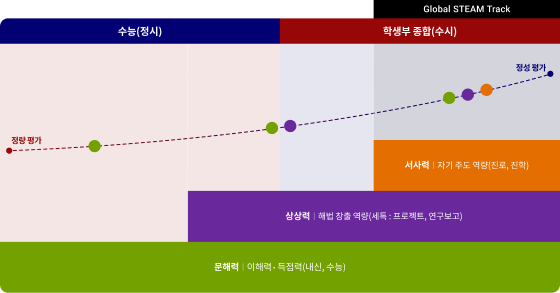 Global STEAM Track
수능(정시)
학생부 종합(수시)
정성 평가
정량 평가
서사력 | 자기 주도 역량(진로, 진학)
상상력 | 해법 창출 역량(세특 : 프로젝트, 연구보고)
문해력 | 이해력 · 득점력(내신, 수능)